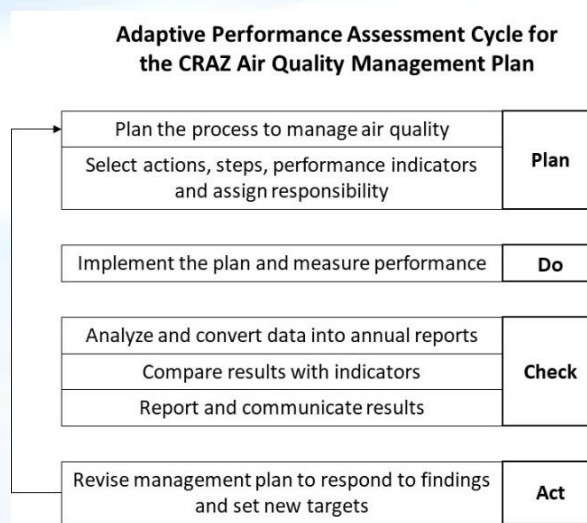 Adaptive Performance Assessment Cycle for
the CRAZ Air Quality Management Plan
Plan the process to manage air quality
Select actions, steps, performance indicators
and assign responsibility
Plan
Implement the plan and measure performance
Do
Analyze and convert data into annual reports
Compare results with indicators
Report and communicate results
Check
Revise management plan to respond to findings
and set new targets
Act